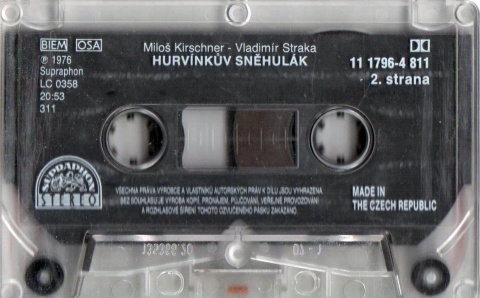 BIEM OSA
Miloš Kirschner - Vladimír Straka
HURVÍNKŮV SNĚHULÁK
11 1796-4 811
2. strana
℗ 1976
Supraphon
LC 0358
20:53
311
SUPRAPHON
STEREO
VŠECHNA PRÁVA VÝROBCE A VLASTNÍKŮ AUTORSKÝCH PRÁV K DÍLU JSOU VYHRAZENA
BEZ SOUHLASU JE VÝROBA KOPIÍ, PRONÁJEM, PŮJČOVÁNÍ, VEŘEJNÉ PROVOZOVÁNÍ
A ROZHLASOVÉ ŠÍŘENÍ TOHOTO OZVUČENÉHO PÁSKU ZAKÁZÁNO.
MADE IN
THE CZECH REPUBLIC